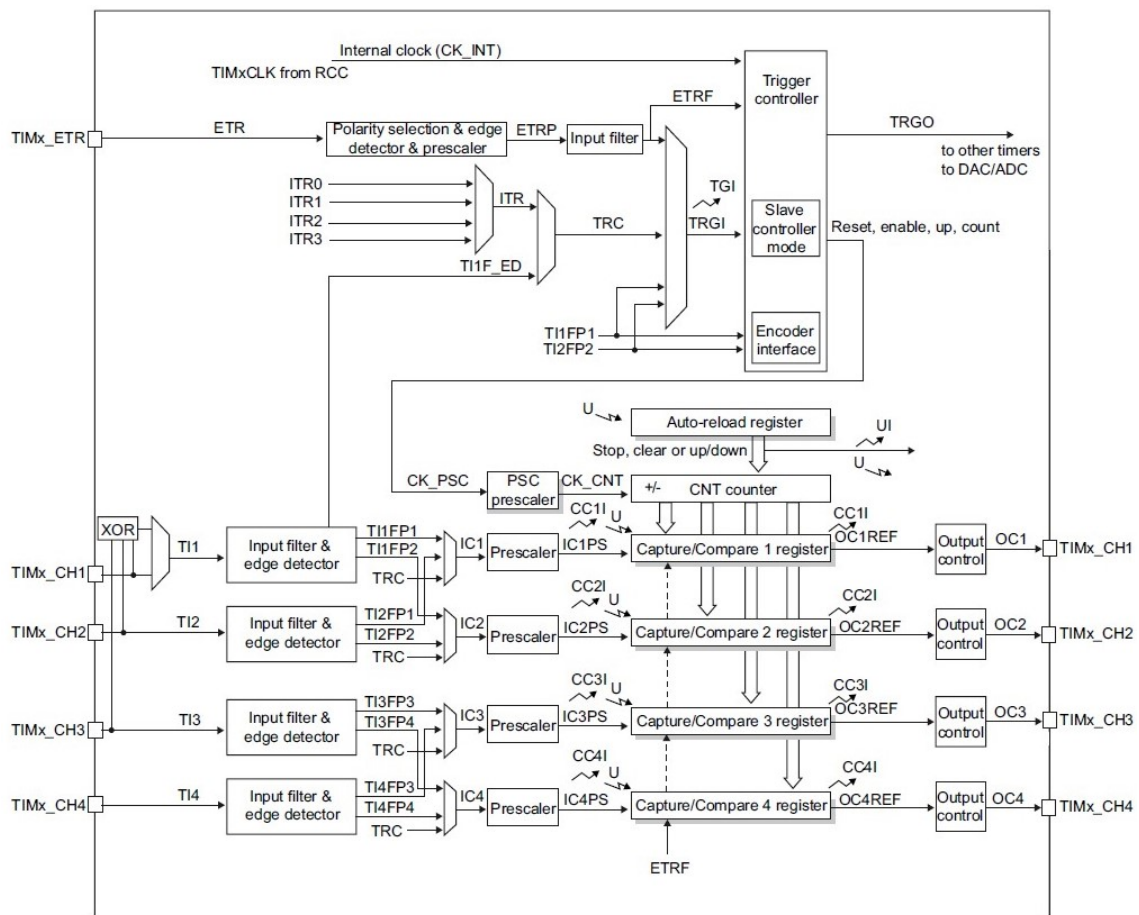 Internal clock (CK_INT)
TIMxCLK from RCC
Trigger
controller
ETRF
TIMx_ETR
ETR
Polarity selection & edge
detector & prescaler
ETRP
Input filter
TRGO
to other timers
to DAC/ADC
ITR0
ITR1
ITR2
ITR3
ITR
TRC
TGI
TRGI
Slave
controller
mode
Reset, enable, up, count
TI1F_ED
TI1FP1
TI2FP2
Encoder
interface
U
Auto-reload register
UI
Stop, clear or up/down
U
CK_PSC
PSC
prescaler
CK_CNT
+/-
CNT counter
XOR
TI1
TIMx_CH1
Input filter &
edge detector
TI1FP1
TI1FP2
TRC
IC1
Prescaler
CC1I
U
IC1PS
Capture/Compare 1 register
CC1I
OC1REF
Output
control
OC1
TIMx_CH1
TIMx_CH2
TI2
Input filter &
edge detector
TI2FP1
TI2FP2
TRC
IC2
Prescaler
CC2I
U
IC2PS
Capture/Compare 2 register
CC2I
OC2REF
Output
control
OC2
TIMx_CH2
TIMx_CH3
TI3
Input filter &
edge detector
TI3FP3
TI3FP4
TRC
IC3
Prescaler
CC3I
U
IC3PS
Capture/Compare 3 register
CC3I
OC3REF
Output
control
OC3
TIMx_CH3
TIMx_CH4
TI4
Input filter &
edge detector
TI4FP3
TI4FP4
TRC
IC4
Prescaler
CC4I
U
IC4PS
Capture/Compare 4 register
CC4I
OC4REF
Output
control
OC4
TIMx_CH4
ETRF